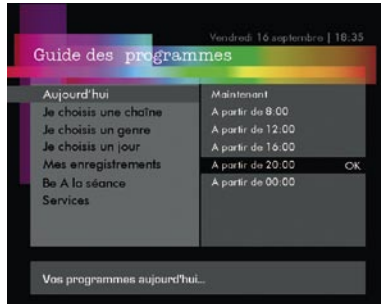 Vendredi 16 septembre | 18:35
Guide des programmes
Aujourd'hui
Je choisis une chaîne
Je choisis un genre
Je choisis un jour
Mes enregistrements
Be A la séance
Services
Maintenant
A partir de 8:00
A partir de 12:00
A partir de 16:00
A partir de 20:00 OK
A partir de 00:00
Vos programmes aujourd'hui...